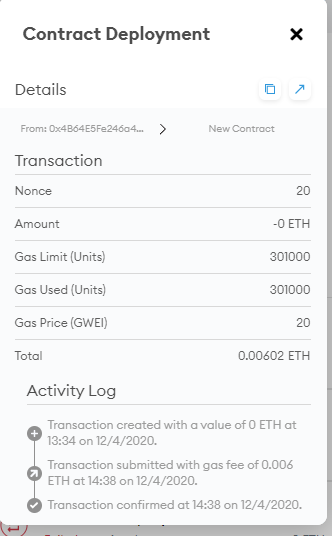 Contract Deployment
Details
From: 0x4B64E5Fe246a4...
New Contract
Transaction
Nonce 20
Amount -0 ETH
Gas Limit (Units) 301000
Gas Used (Units) 301000
Gas Price (GWEI) 20
Total 0.00602 ETH
Activity Log
Transaction created with a value of 0 ETH at
13:34 on 12/4/2020.
Transaction submitted with gas fee of 0.006
ETH at 14:38 on 12/4/2020.
Transaction confirmed at 14:38 on 12/4/2020.